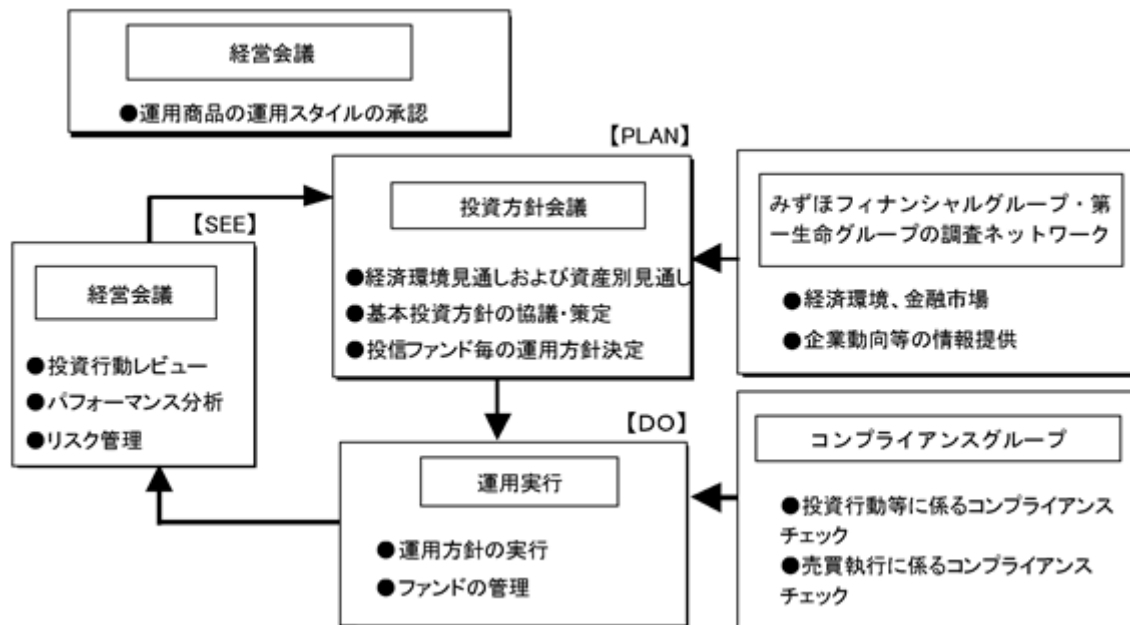 経営会議
●運用商品の運用スタイルの承認
【PLAN】
投資方針会議
●経済環境見通しおよび資産別見通し
●基本投資方針の協議・策定
●投信ファンド毎の運用方針決定
みずほフィナンシャルグループ・第
一生命グループの調査ネットワーク
●経済環境、金融市場
●企業動向等の情報提供
【SEE】
経営会議
●投資行動レビュー
●パフォーマンス分析
●リスク管理
【DO】
運用実行
●運用方針の実行
●ファンドの管理
コンプライアンスグループ
●投資行動等に係るコンプライアンス
チェック
●売買執行に係るコンプライアンス
チェック